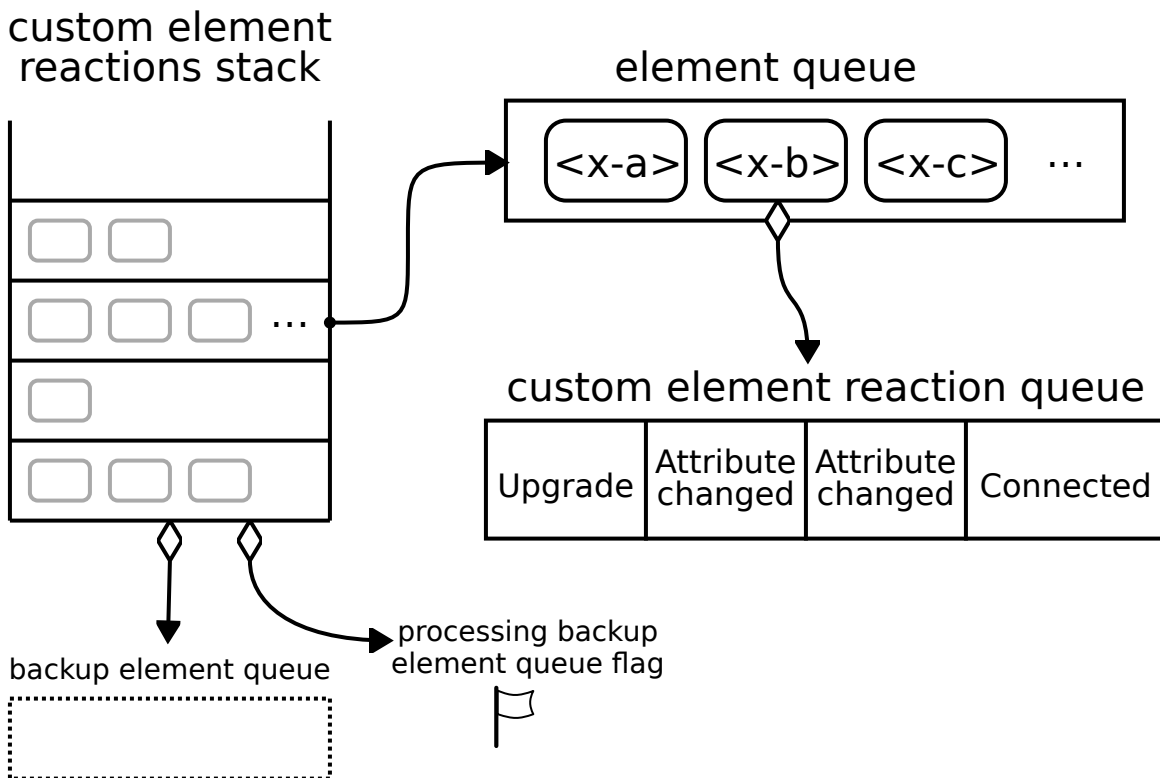 custom element
reactions stack
element queue
<x-a> <x-b> <x-c> ...
...
custom element reaction queue
Upgrade
Attribute
changed
Attribute
changed
Connected
processing backup
element queue flag
backup element queue